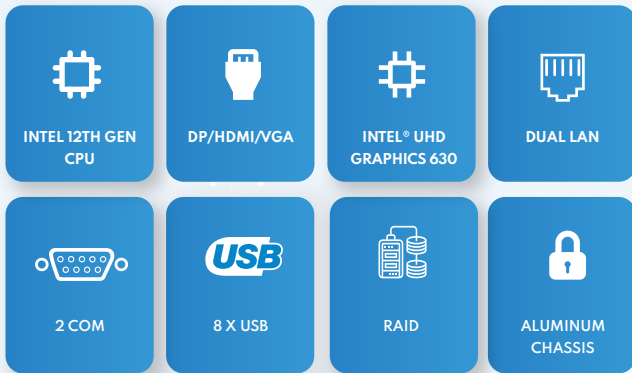 INTEL 12TH GEN
CPU
DP/HDMI/VGA
INTEL® UHD
GRAPHICS 630
DUAL LAN
2 COM
USB
8 X USB
RAID
ALUMINUM
CHASSIS